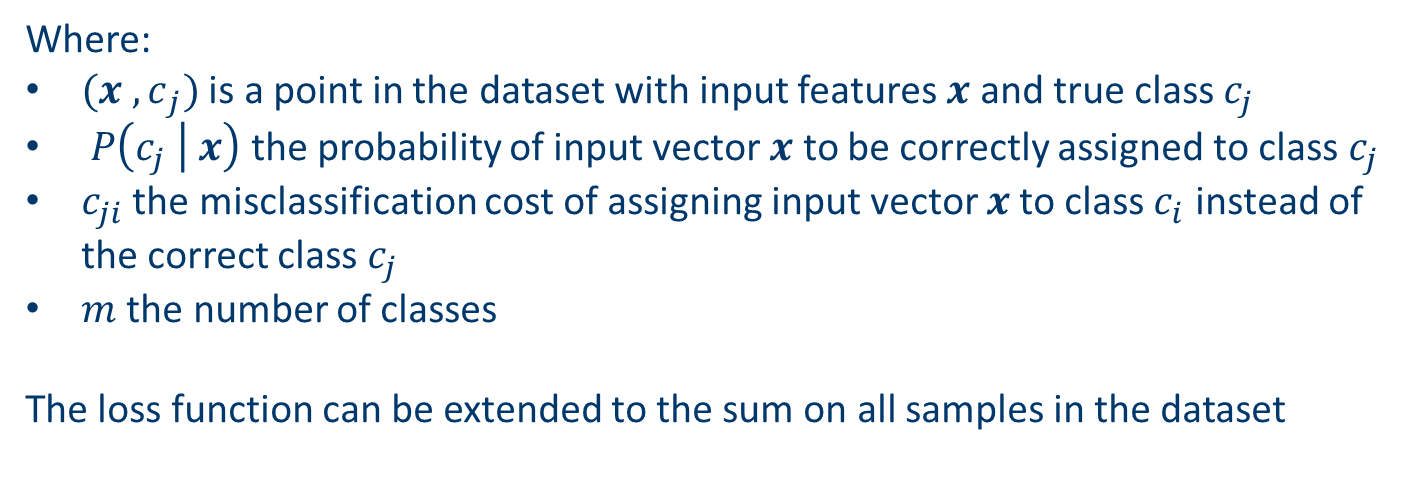 Where:
• (𝒙 , c_j) is a point in the dataset with input features 𝒙 and true class c_j
• P(c_j | 𝒙) the probability of input vector 𝒙 to be correctly assigned to class c_j
• c_ji the misclassification cost of assigning input vector 𝒙 to class c_i instead of
the correct class c_j
• m the number of classes
The loss function can be extended to the sum on all samples in the dataset